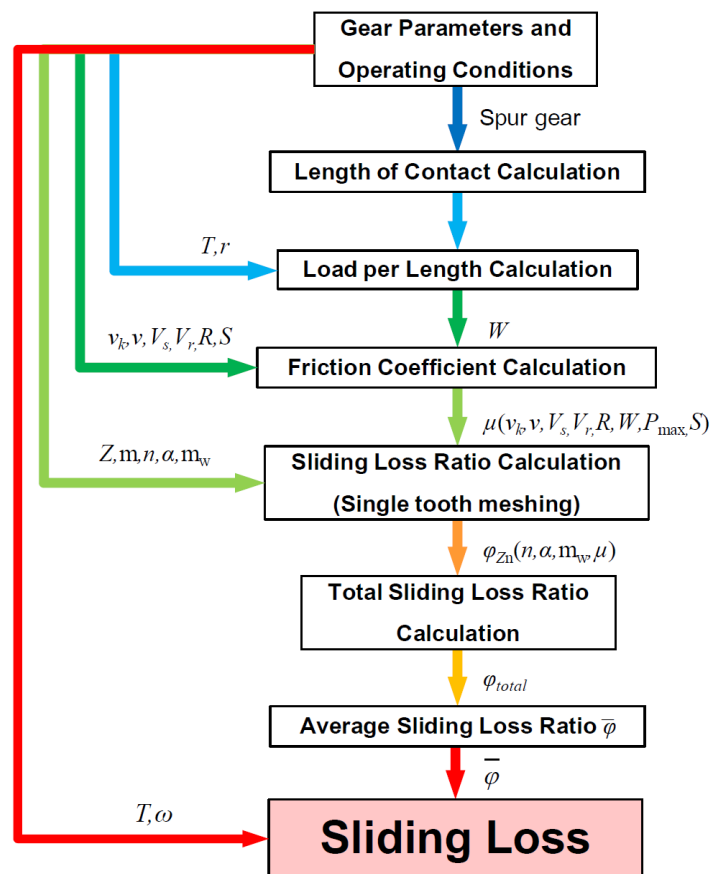 Gear Parameters and
Operating Conditions
Spur gear
Length of Contact Calculation
T,r
Load per Length Calculation
W
ν_k,ν,V_s,V_r,R,S
Friction Coefficient Calculation
μ(ν_k,ν,V_s,V_r,R,W,P_max,S)
Z,m,n,α,m_w
Sliding Loss Ratio Calculation
(Single tooth meshing)
φ_Zn(n,α,m_w,μ)
Total Sliding Loss Ratio
Calculation
φ_total
Average Sliding Loss Ratio φ̅
φ̅
T,ω
Sliding Loss